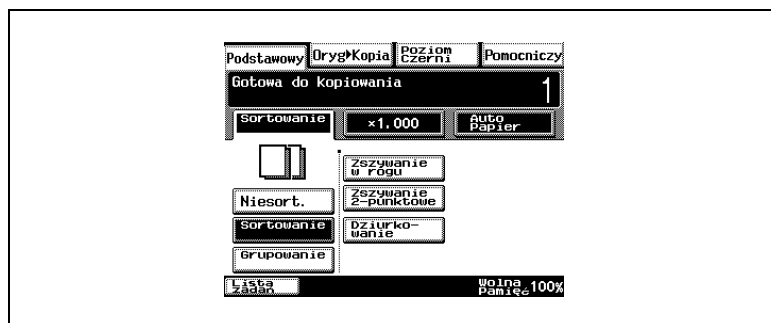 Podstawowy Oryg▸Kopia Poziom Czerni Pomocniczy
Gotowa do kopiowania 1
Sortowanie ×1.000 Auto Papier
Zszywanie w rogu
Niesort. Zszywanie 2-punktowe
Sortowanie Dziurko-
wanie
Grupowanie
Lista zadań Wolna Pamięć 100%